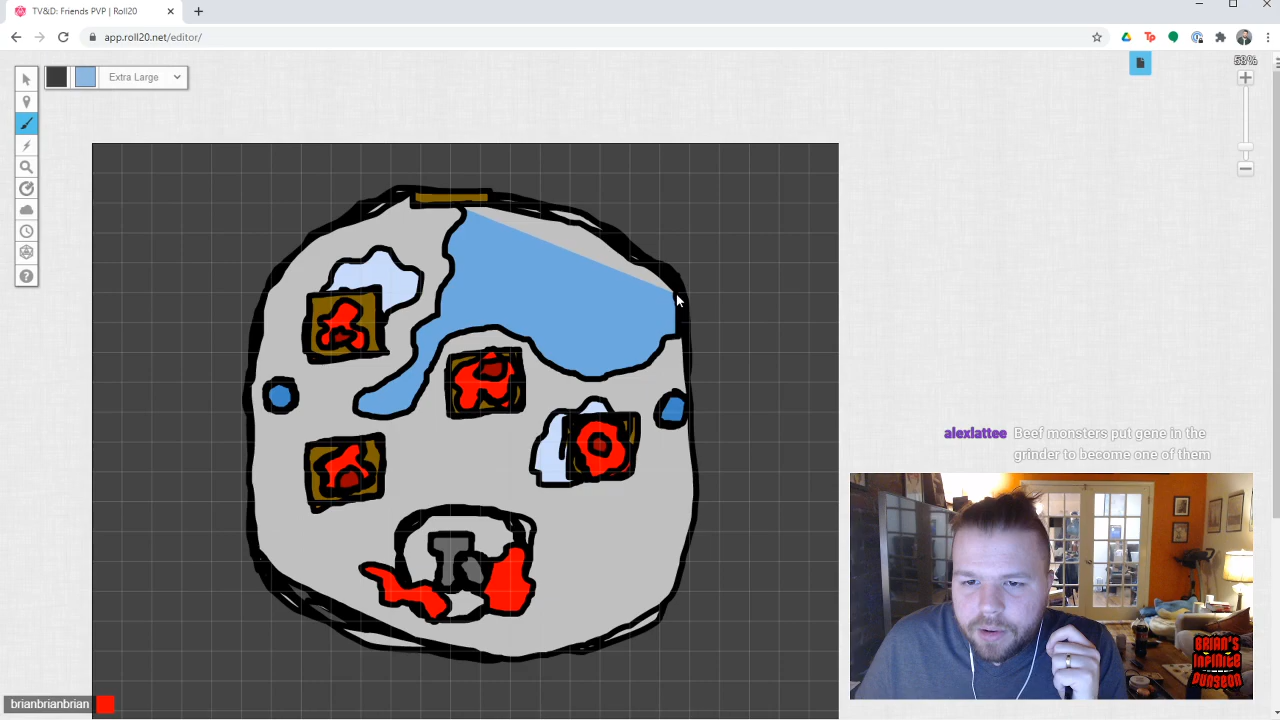 TV&D: Friends PVP | Roll20
app.roll20.net/editor/
Extra Large
58%
alexlattee Beef monsters put gene in the
grinder to become one of them
BRIAN'S
INFINITE
DUNGEON
brianbrianbrian